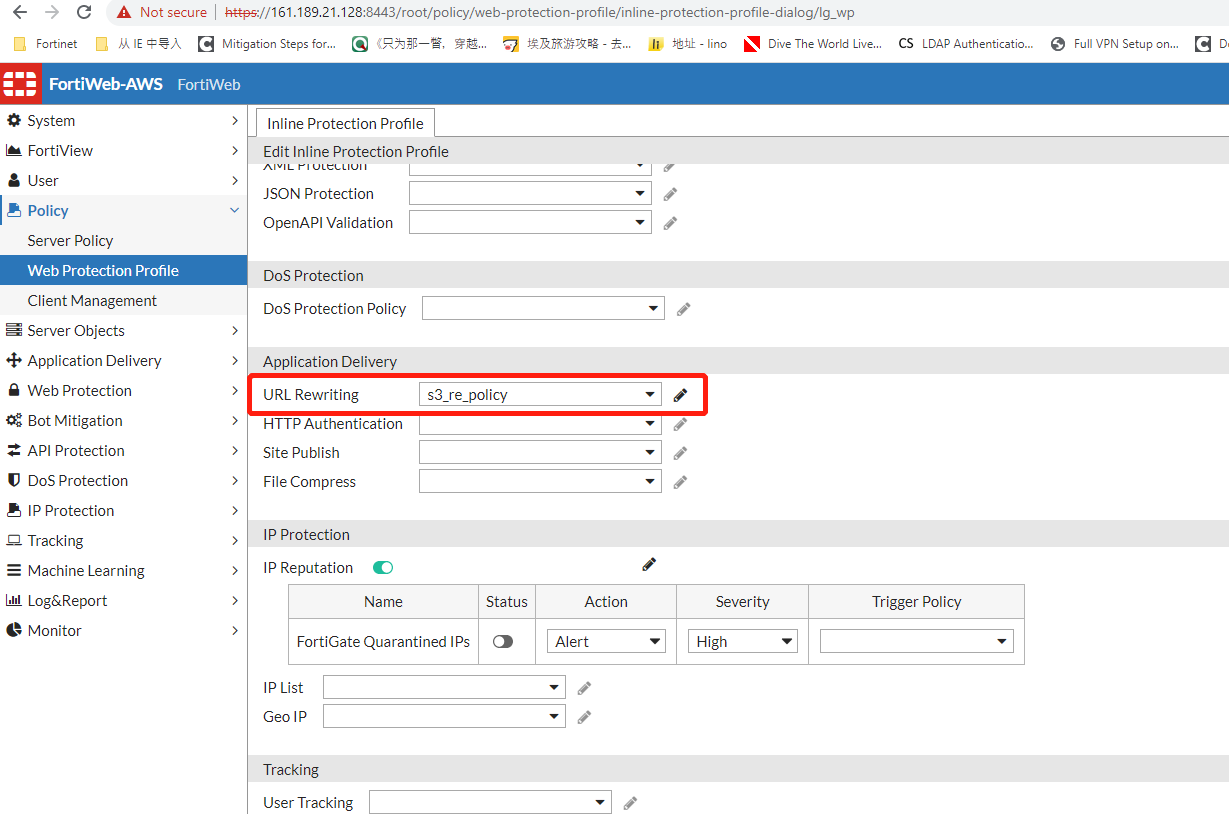 Not secure | https://161.189.21.128:8443/root/policy/web-protection-profile/inline-protection-profile-dialog/lg_wp
Fortinet 从 IE 中导入 Mitigation Steps for... 《只为那一瞥，穿越... 埃及旅游攻略 - 去... 地址 - lino Dive The World Live... CS LDAP Authenticatio... Full VPN Setup on...
FortiWeb-AWS FortiWeb
System
FortiView
User
Policy
Server Policy
Web Protection Profile
Client Management
Server Objects
Application Delivery
Web Protection
Bot Mitigation
API Protection
DoS Protection
IP Protection
Tracking
Machine Learning
Log&Report
Monitor
Inline Protection Profile
Edit Inline Protection Profile
XML Protection
JSON Protection
OpenAPI Validation
DoS Protection
DoS Protection Policy
Application Delivery
URL Rewriting s3_re_policy
HTTP Authentication
Site Publish
File Compress
IP Protection
IP Reputation
Name Status Action Severity Trigger Policy
FortiGate Quarantined IPs Alert High
IP List
Geo IP
Tracking
User Tracking